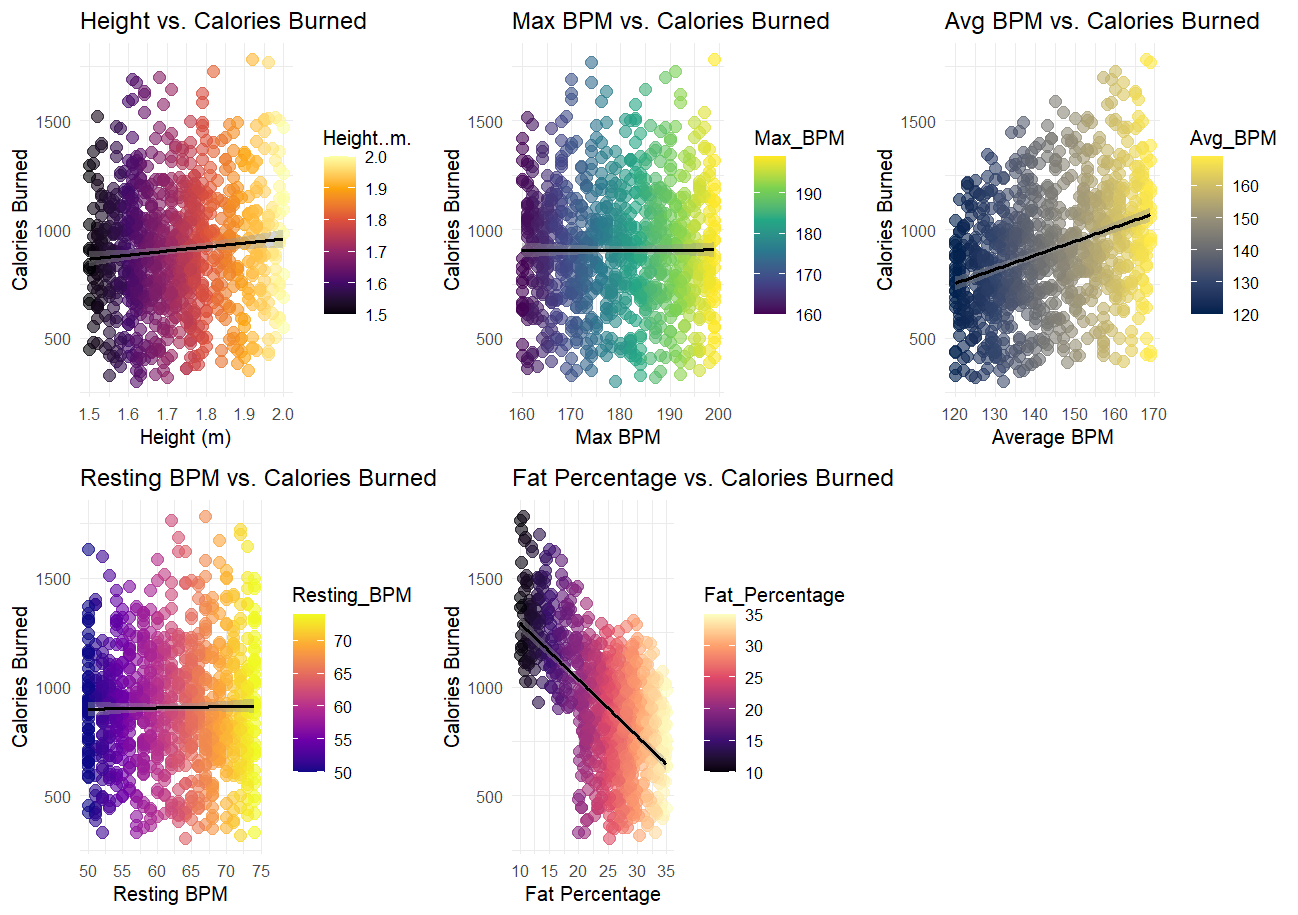 Height vs. Calories Burned
Calories Burned
1500
1000
500
1.5 1.6 1.7 1.8 1.9 2.0
Height (m)
Height..m.
2.0
1.9
1.8
1.7
1.6
1.5
Max BPM vs. Calories Burned
Calories Burned
1500
1000
500
160 170 180 190 200
Max BPM
Max_BPM
190
180
170
160
Avg BPM vs. Calories Burned
Calories Burned
1500
1000
500
120 130 140 150 160 170
Average BPM
Avg_BPM
160
150
140
130
120
Resting BPM vs. Calories Burned
Calories Burned
1500
1000
500
50 55 60 65 70 75
Resting BPM
Resting_BPM
70
65
60
55
50
Fat Percentage vs. Calories Burned
Calories Burned
1500
1000
500
10 15 20 25 30 35
Fat Percentage
Fat_Percentage
35
30
25
20
15
10